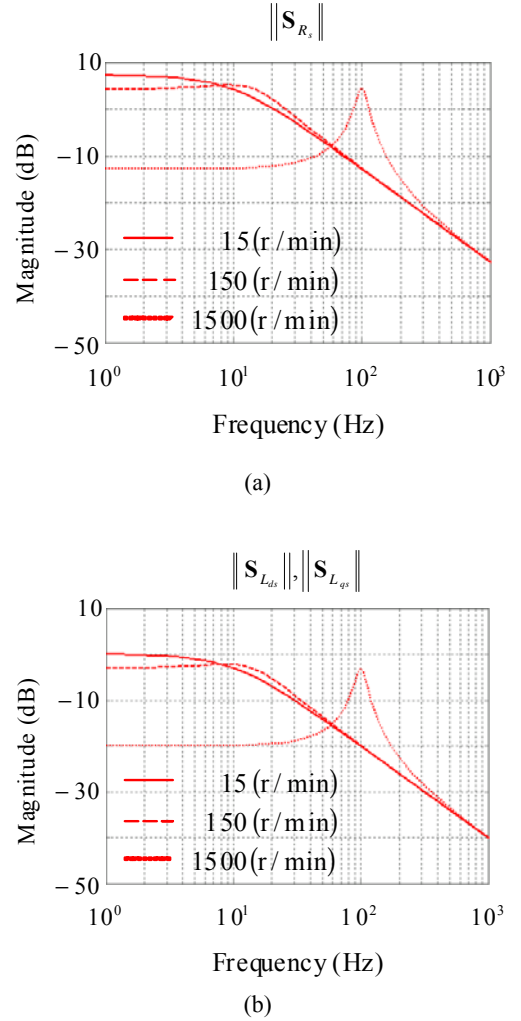 ‖S_{R_s}‖
10
−10
−30
−50
Magnitude (dB)
15 (r/min)
150 (r/min)
1500 (r/min)
10^0 10^1 10^2 10^3
Frequency (Hz)
(a)
‖S_{L_{ds}}‖, ‖S_{L_{qs}}‖
10
−10
−30
−50
Magnitude (dB)
15 (r/min)
150 (r/min)
1500 (r/min)
10^0 10^1 10^2 10^3
Frequency (Hz)
(b)